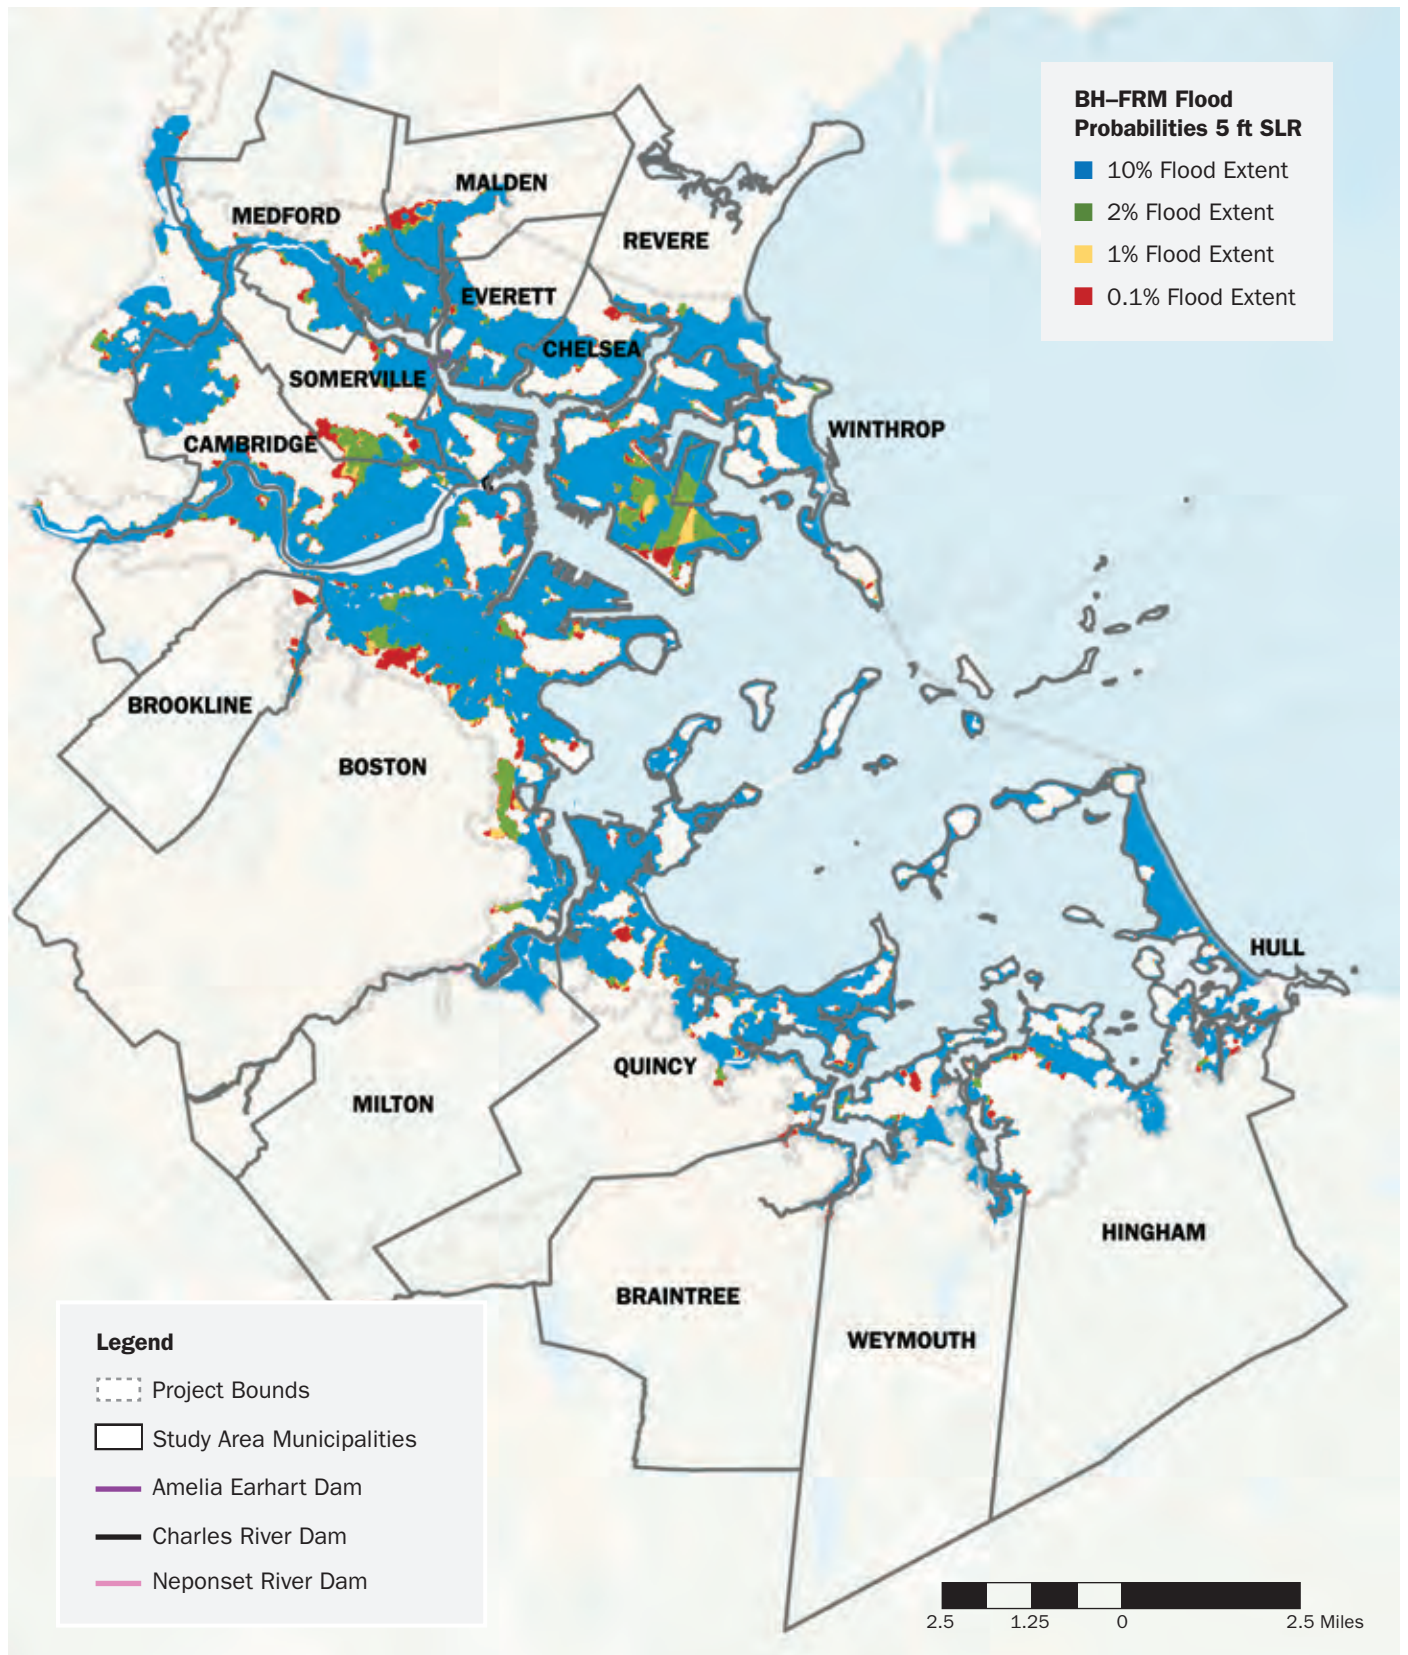 BH–FRM Flood
Probabilities 5 ft SLR
10% Flood Extent
2% Flood Extent
1% Flood Extent
0.1% Flood Extent
MALDEN
MEDFORD
REVERE
EVERETT
CHELSEA
SOMERVILLE
WINTHROP
CAMBRIDGE
BROOKLINE
BOSTON
HULL
QUINCY
MILTON
HINGHAM
BRAINTREE
WEYMOUTH
Legend
Project Bounds
Study Area Municipalities
Amelia Earhart Dam
Charles River Dam
Neponset River Dam
2.5 1.25 0 2.5 Miles